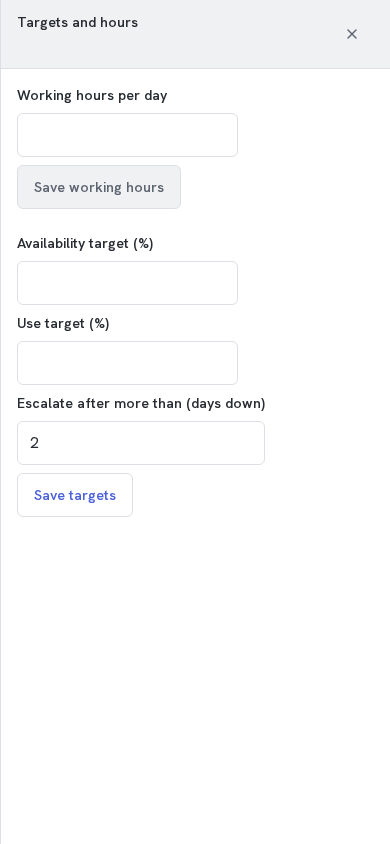 Targets and hours
Working hours per day
Save working hours
Availability target (%)
Use target (%)
Escalate after more than (days down)
2
Save targets